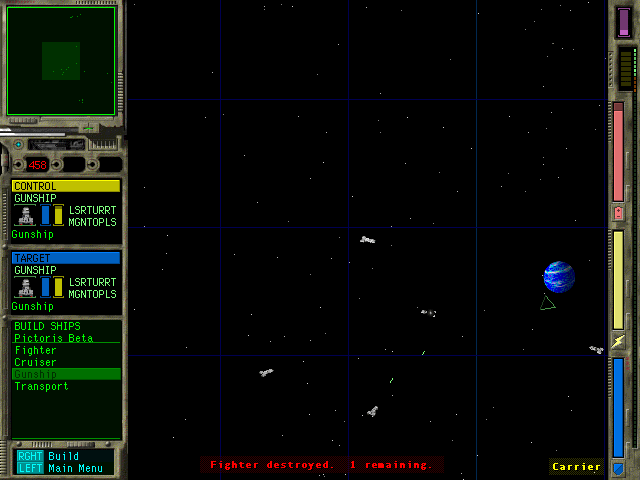 458
CONTROL
GUNSHIP
LSRTURRT
MGNTOPLS
Gunship
TARGET
GUNSHIP
LSRTURRT
MGNTOPLS
Gunship
BUILD SHIPS
Pictoris Beta
Fighter
Cruiser
Gunship
Transport
RGHT Build
LEFT Main Menu
Fighter destroyed. 1 remaining.
Carrier